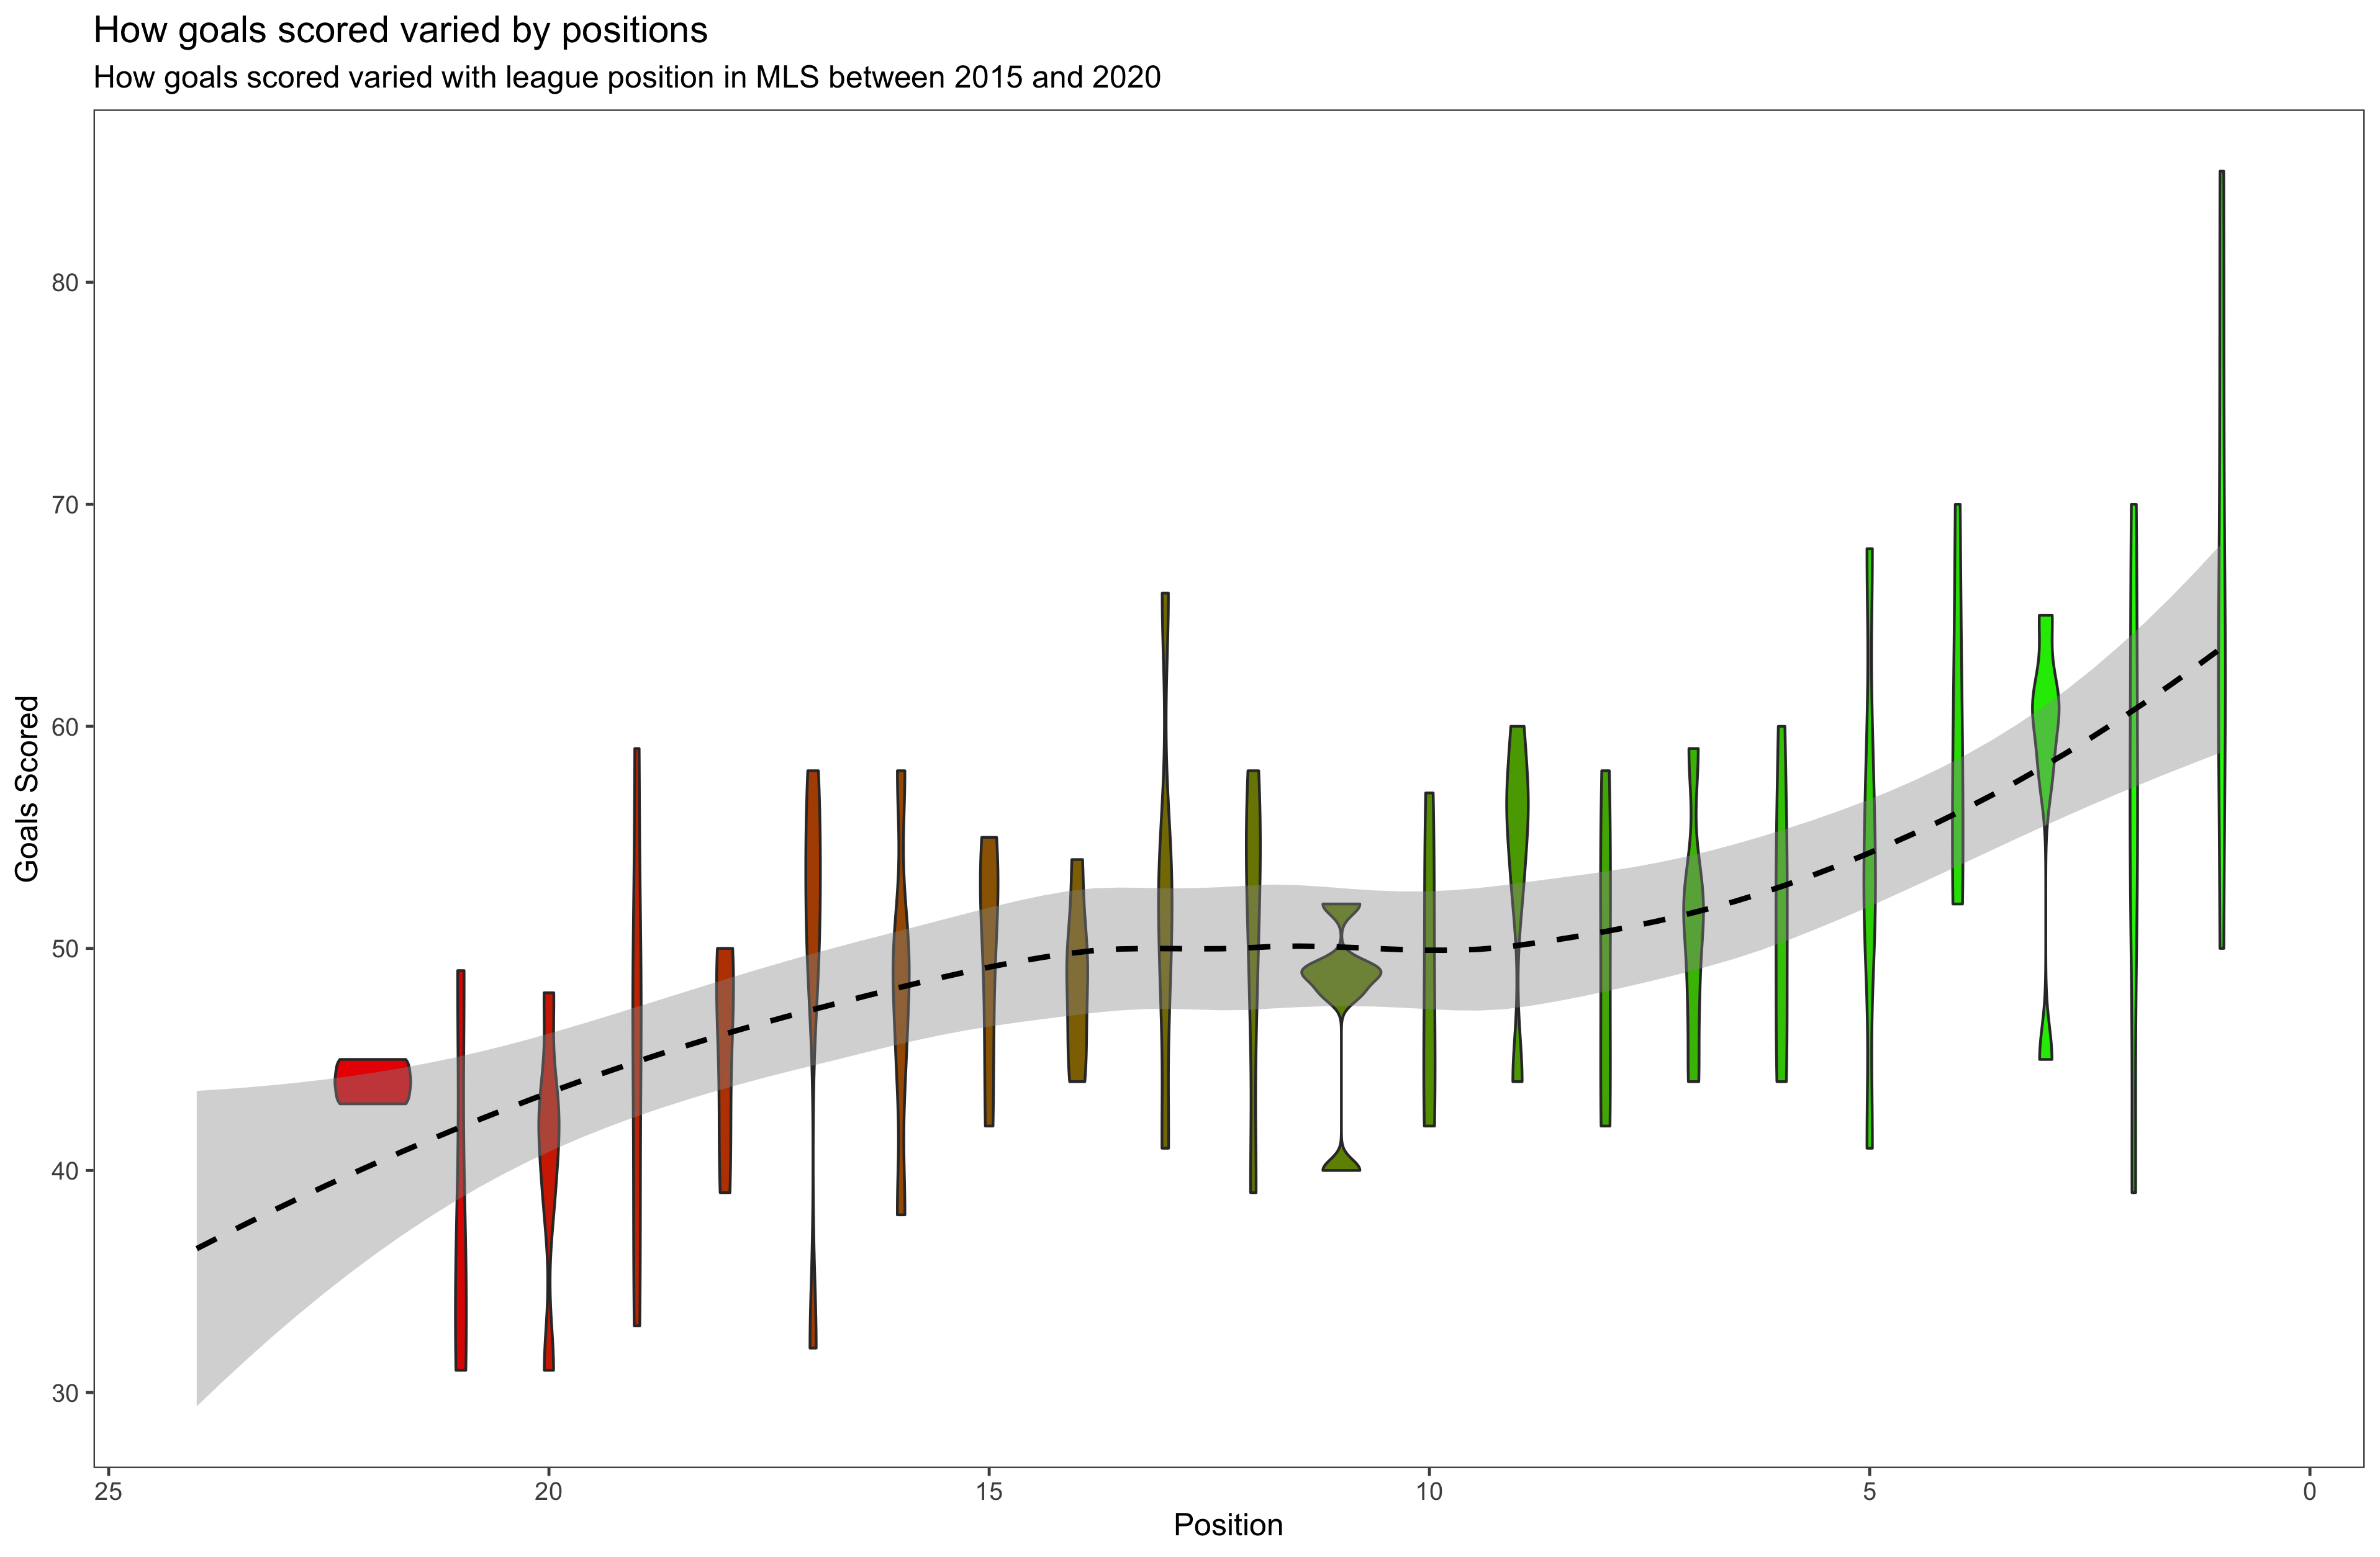 How goals scored varied by positions
How goals scored varied with league position in MLS between 2015 and 2020
80
70
60
50
40
30
Goals Scored
25 20 15 10 5 0
Position